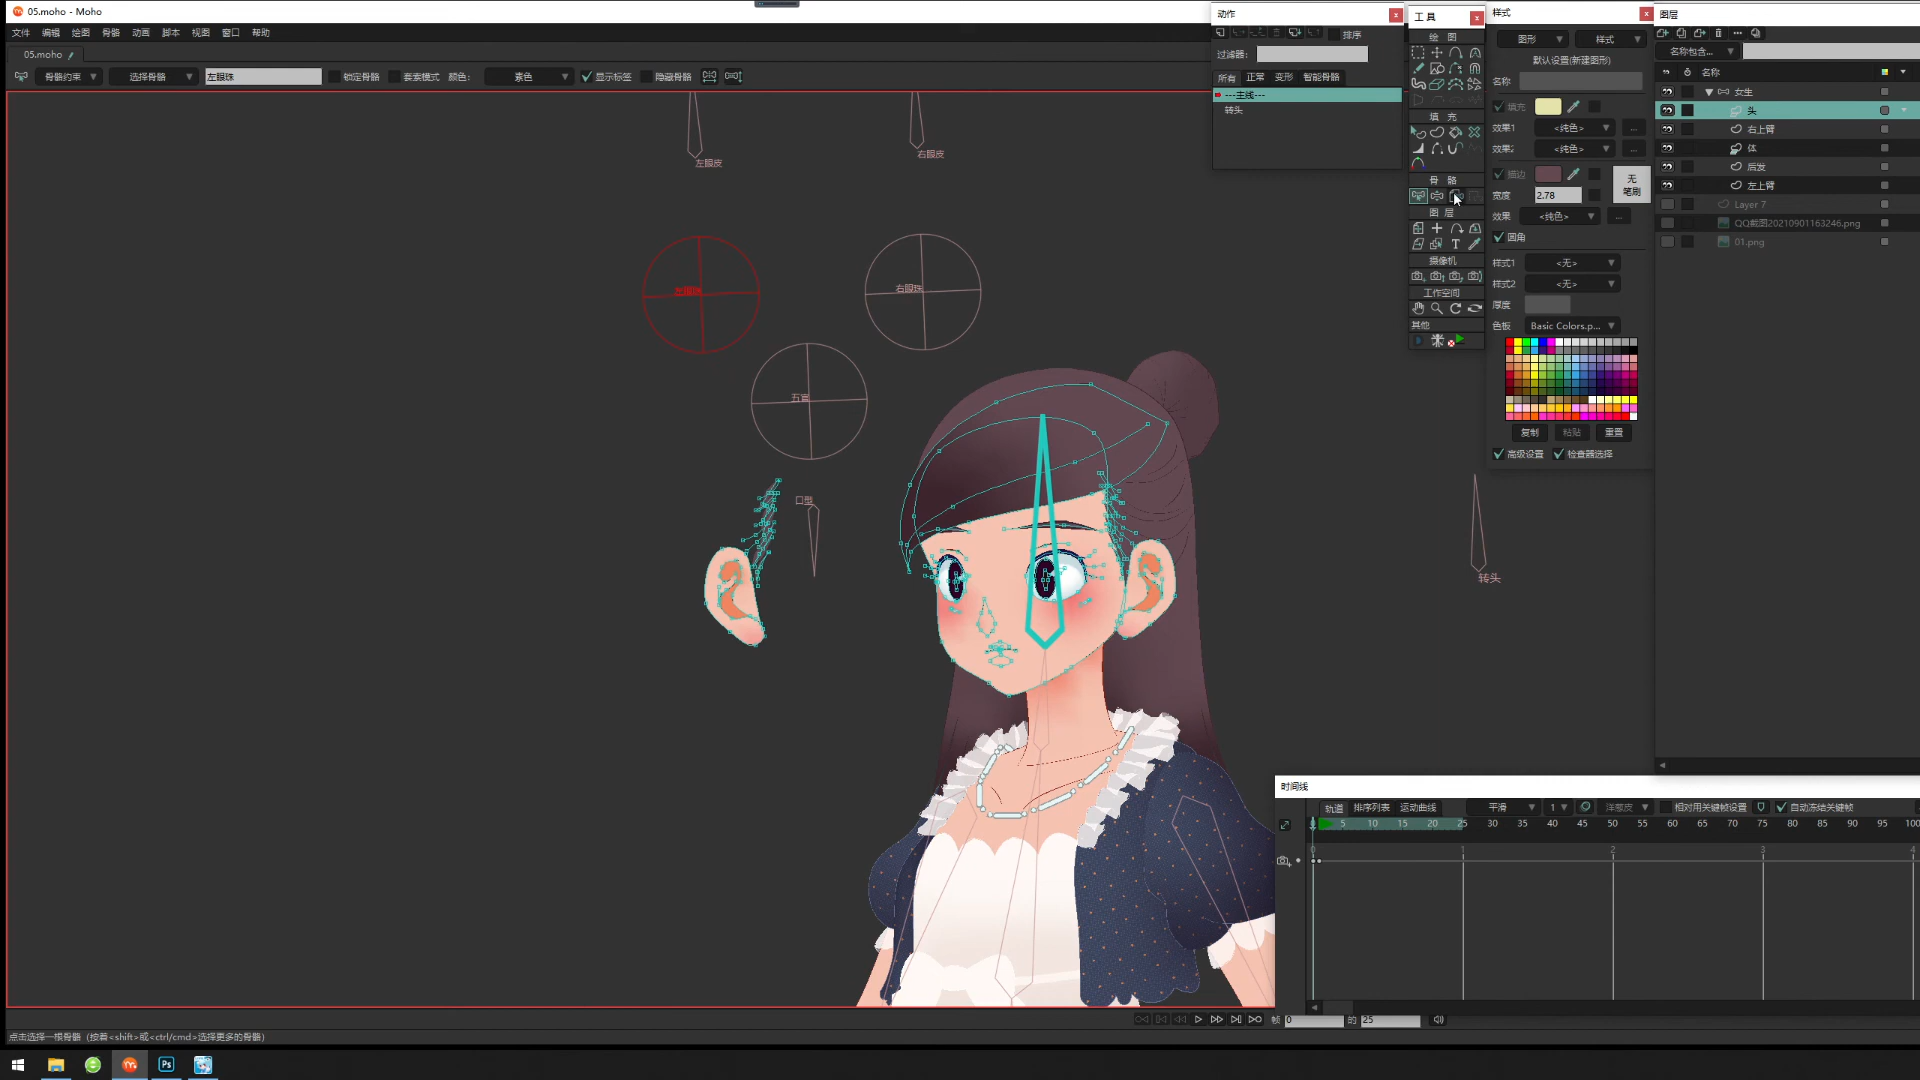 05.moho - Moho
文件 编辑 绘图 骨骼 动画 脚本 视图 窗口 帮助
05.moho
骨骼约束 选择骨骼 左眼珠 锁定骨骼 套索模式 颜色： 素色 显示标签 隐藏骨骼
左眼皮
右眼皮
左眼珠
右眼珠
五官
口型
转头
动作
排序
过滤器：
所有 正常 变形 智能骨骼
---主线---
转头
工具
绘 图
填 充
骨 骼
图 层
摄像机
工作空间
其他
样式
图形 样式
默认设置(新建图形)
名称
填充
效果1 <纯色> ...
效果2 <纯色> ...
描边
无
笔刷
宽度 2.78
效果 <纯色> ...
圆角
样式1 <无>
样式2 <无>
厚度
色板 Basic Colors.p...
复制 粘贴 重置
高级设置 检查器选择
图层
名称包含...
名称
女生
头
右上臂
体
后发
左上臂
Layer 7
QQ截图20210901163246.png
01.png
时间线
轨道 排序列表 运动曲线 平滑 1 洋葱皮 相对用关键帧设置 自动冻结关键帧
5 10 15 20 25 30 35 40 45 50 55 60 65 70 75 80 85 90 95 100
0 1 2 3 4
帧 0 的 25
点击选择一根骨骼（按着<shift>或<ctrl/cmd>选择更多的骨骼）
Ps